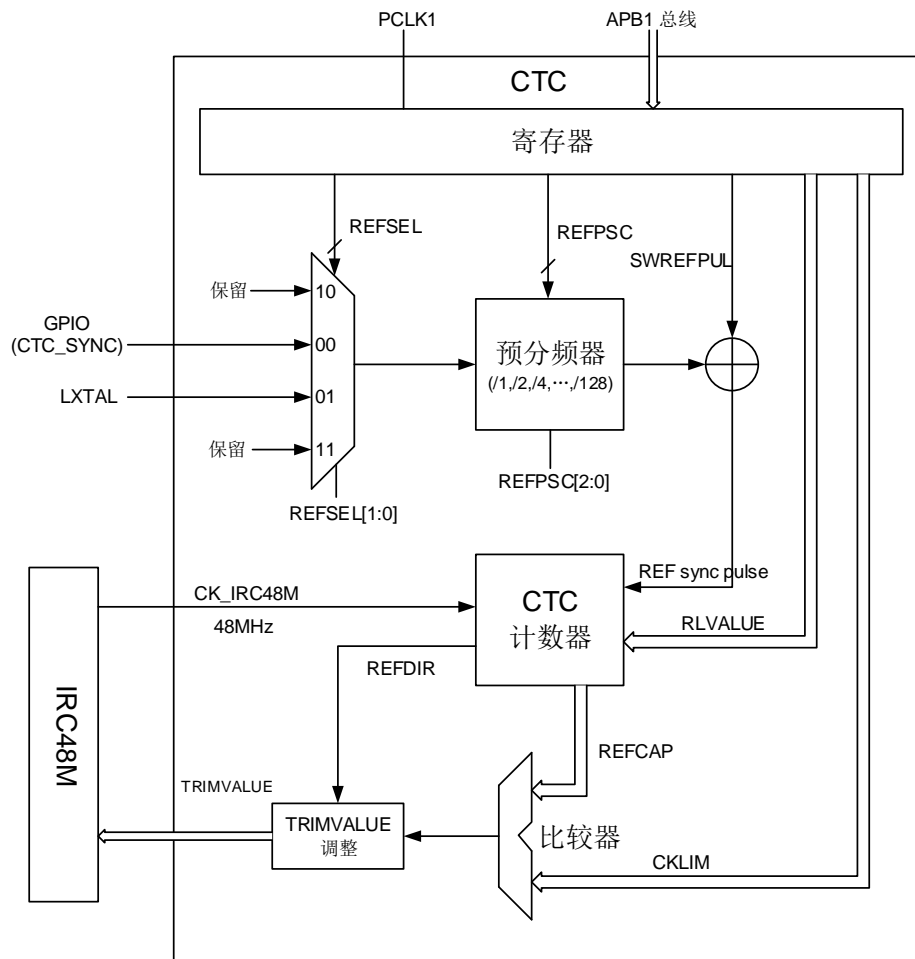 PCLK1
APB1 总线
CTC
寄存器
REFSEL
REFPSC
SWREFPUL
保留
10
GPIO
(CTC_SYNC)
00
预分频器
(/1,/2,/4,…,/128)
LXTAL
01
保留
11
REFSEL[1:0]
REFPSC[2:0]
CK_IRC48M
48MHz
CTC
计数器
REF sync pulse
RLVALUE
REFDIR
IRC48M
REFCAP
TRIMVALUE
TRIMVALUE
调整
比较器
CKLIM